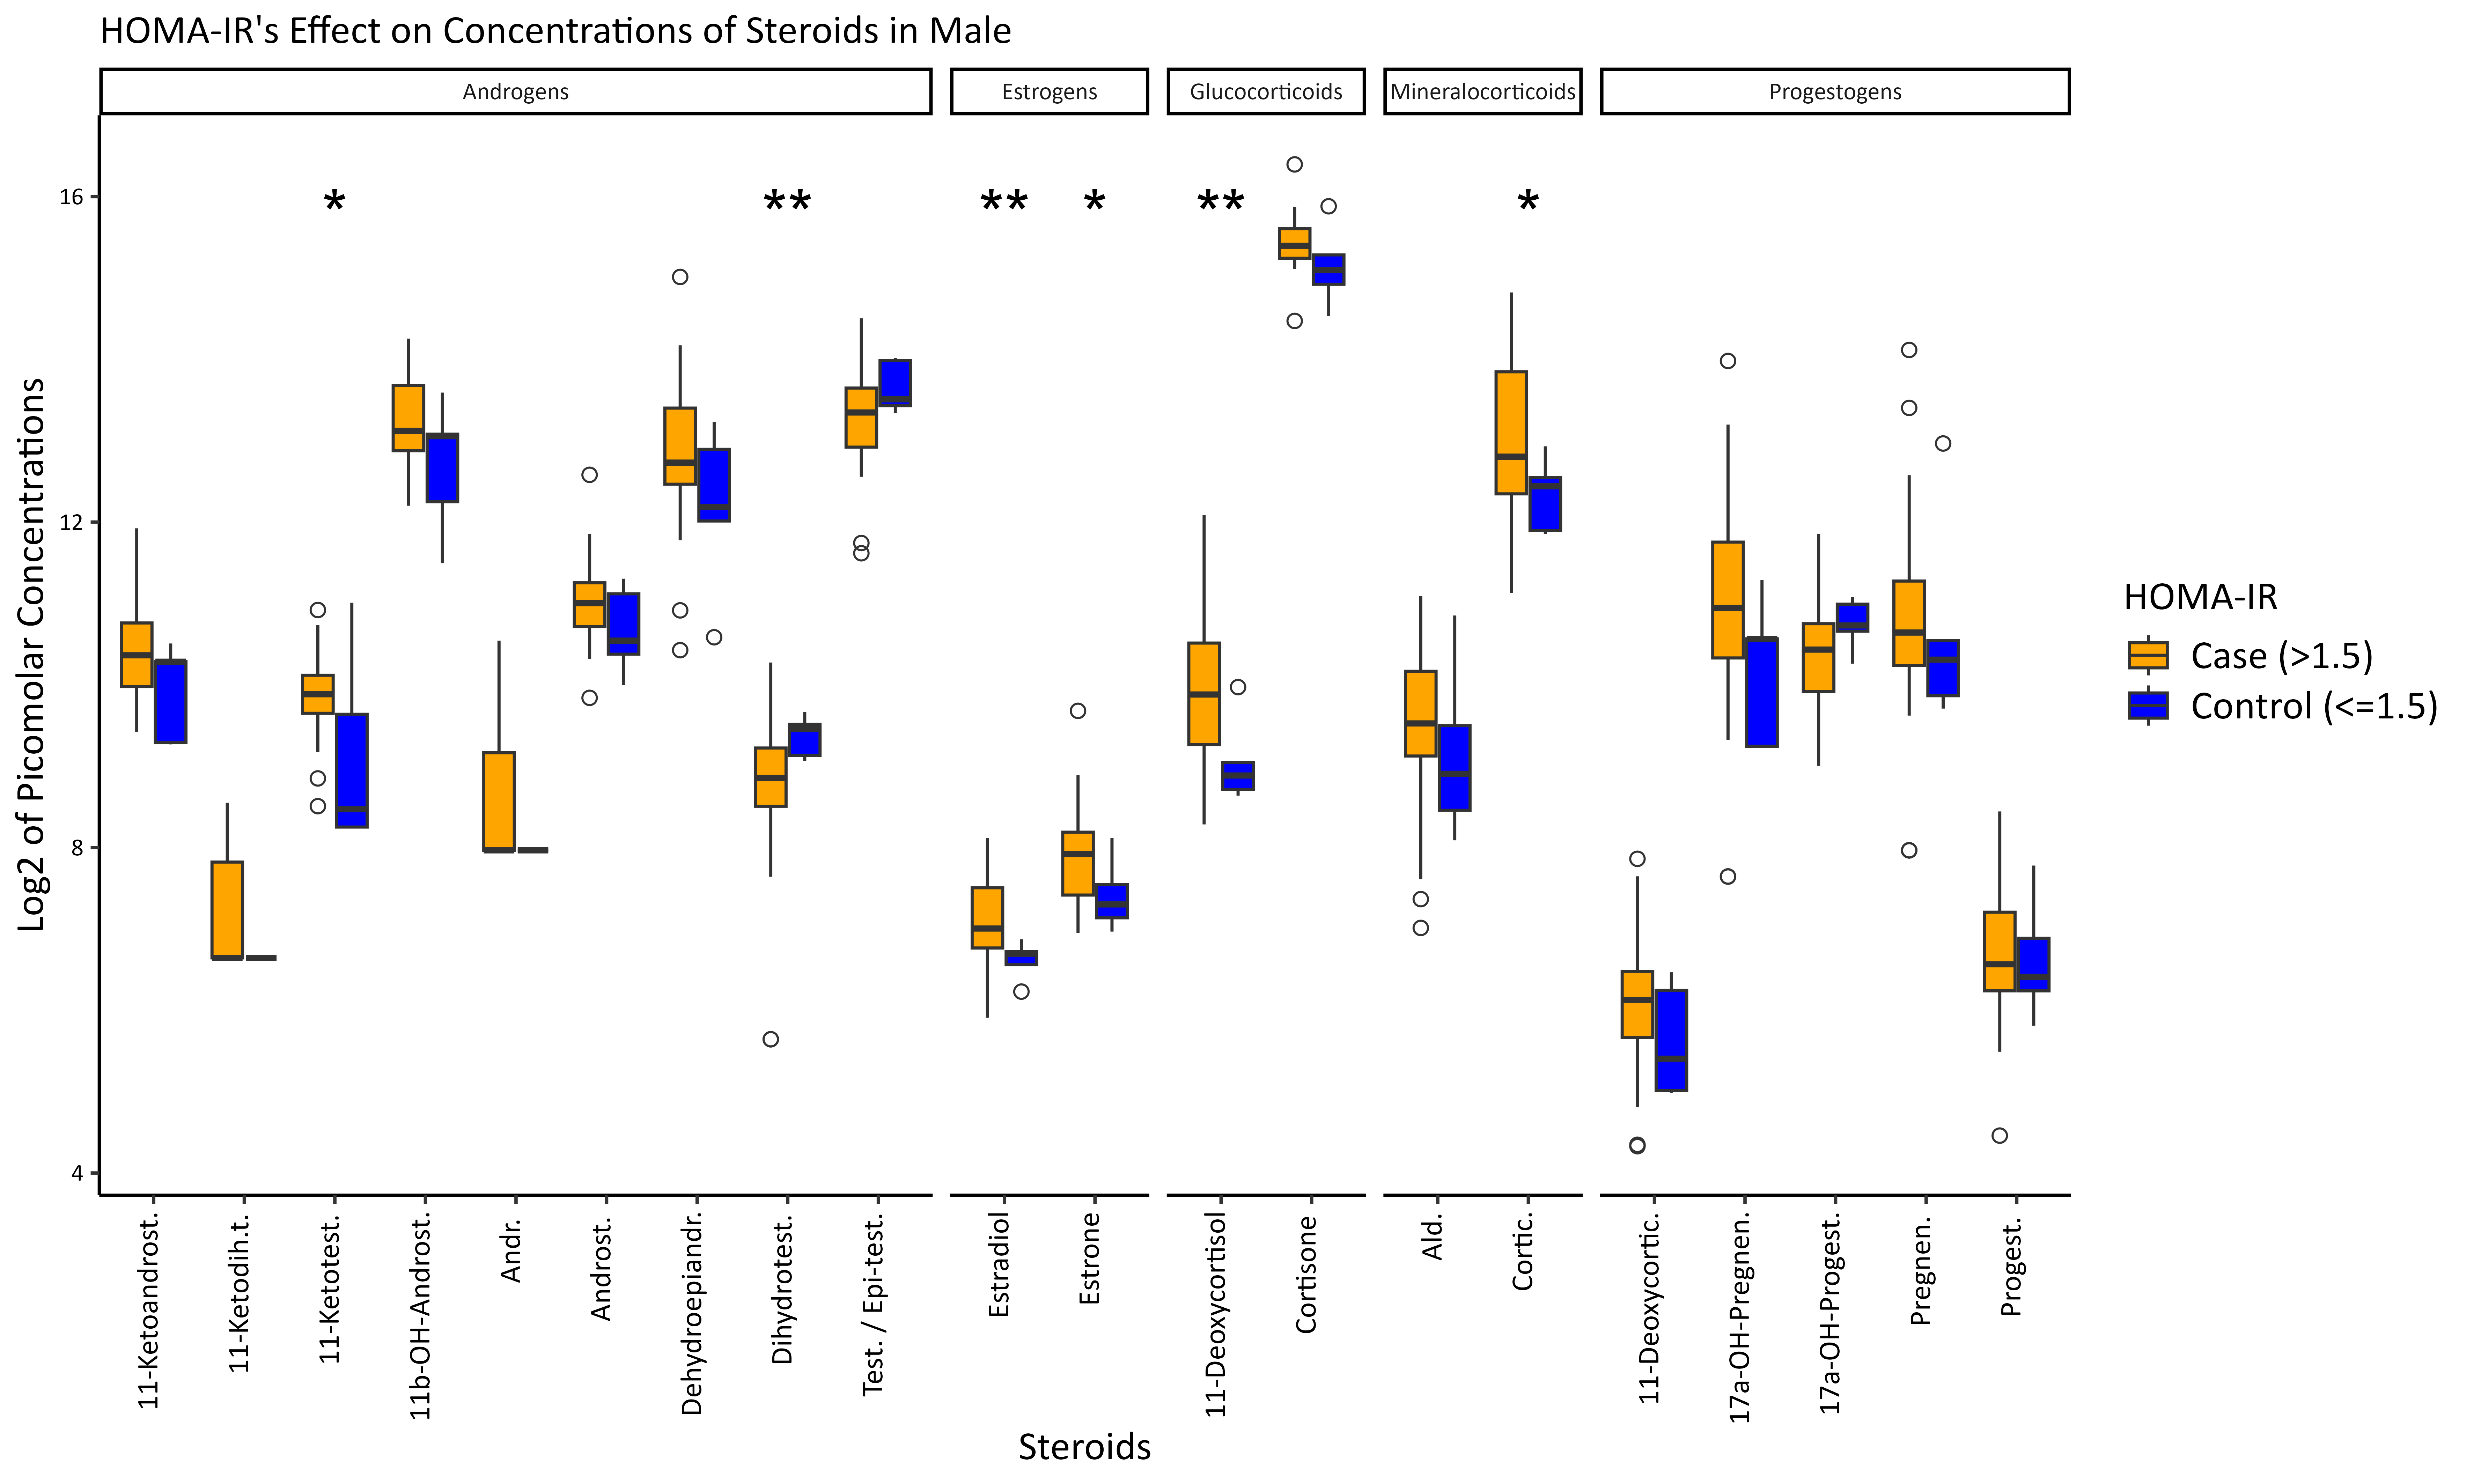 HOMA-IR's Effect on Concentrations of Steroids in Male
Androgens
Estrogens
Glucocorticoids
Mineralocorticoids
Progestogens
Log2 of Picomolar Concentrations
16
12
8
4
*
**
**
*
**
*
11-Ketoandrost.
11-Ketodih.t.
11-Ketotest.
11b-OH-Androst.
Andr.
Androst.
Dehydroepiandr.
Dihydrotest.
Test. / Epi-test.
Estradiol
Estrone
11-Deoxycortisol
Cortisone
Ald.
Cortic.
11-Deoxycortic.
17a-OH-Pregnen.
17a-OH-Progest.
Pregnen.
Progest.
Steroids
HOMA-IR
Case (>1.5)
Control (<=1.5)